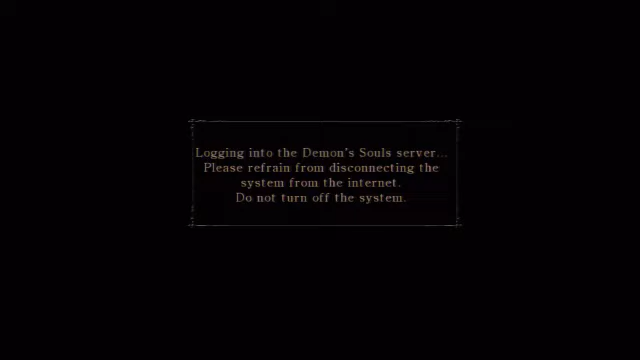 Logging into the Demon's Souls server...
Please refrain from disconnecting the
system from the internet.
Do not turn off the system.